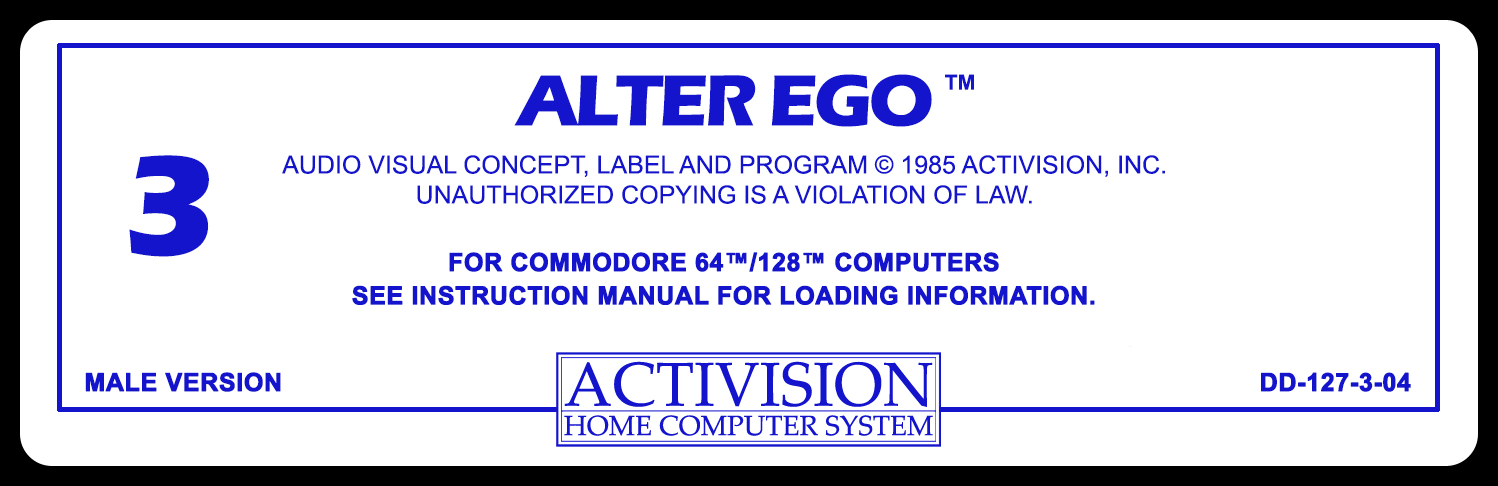 ALTER EGO™
3
AUDIO VISUAL CONCEPT, LABEL AND PROGRAM © 1985 ACTIVISION, INC.
UNAUTHORIZED COPYING IS A VIOLATION OF LAW.
FOR COMMODORE 64™/128™ COMPUTERS
SEE INSTRUCTION MANUAL FOR LOADING INFORMATION.
MALE VERSION
ACTIVISION
HOME COMPUTER SYSTEM
DD-127-3-04